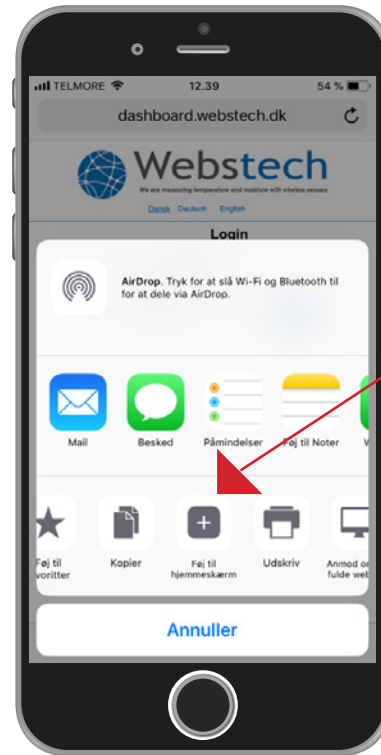 TELMORE 12.39 54 %
dashboard.webstech.dk
Webstech
We are measuring temperature and moisture with wireless sensors
Dansk Deutsch English
Login
AirDrop. Tryk for at slå Wi-Fi og Bluetooth til
for at dele via AirDrop.
Mail Besked Påmindelser Føj til Noter
Føj til Kopier Føj til Udskriv Anmod
voritter hjemmeskærm fulde
Annuller